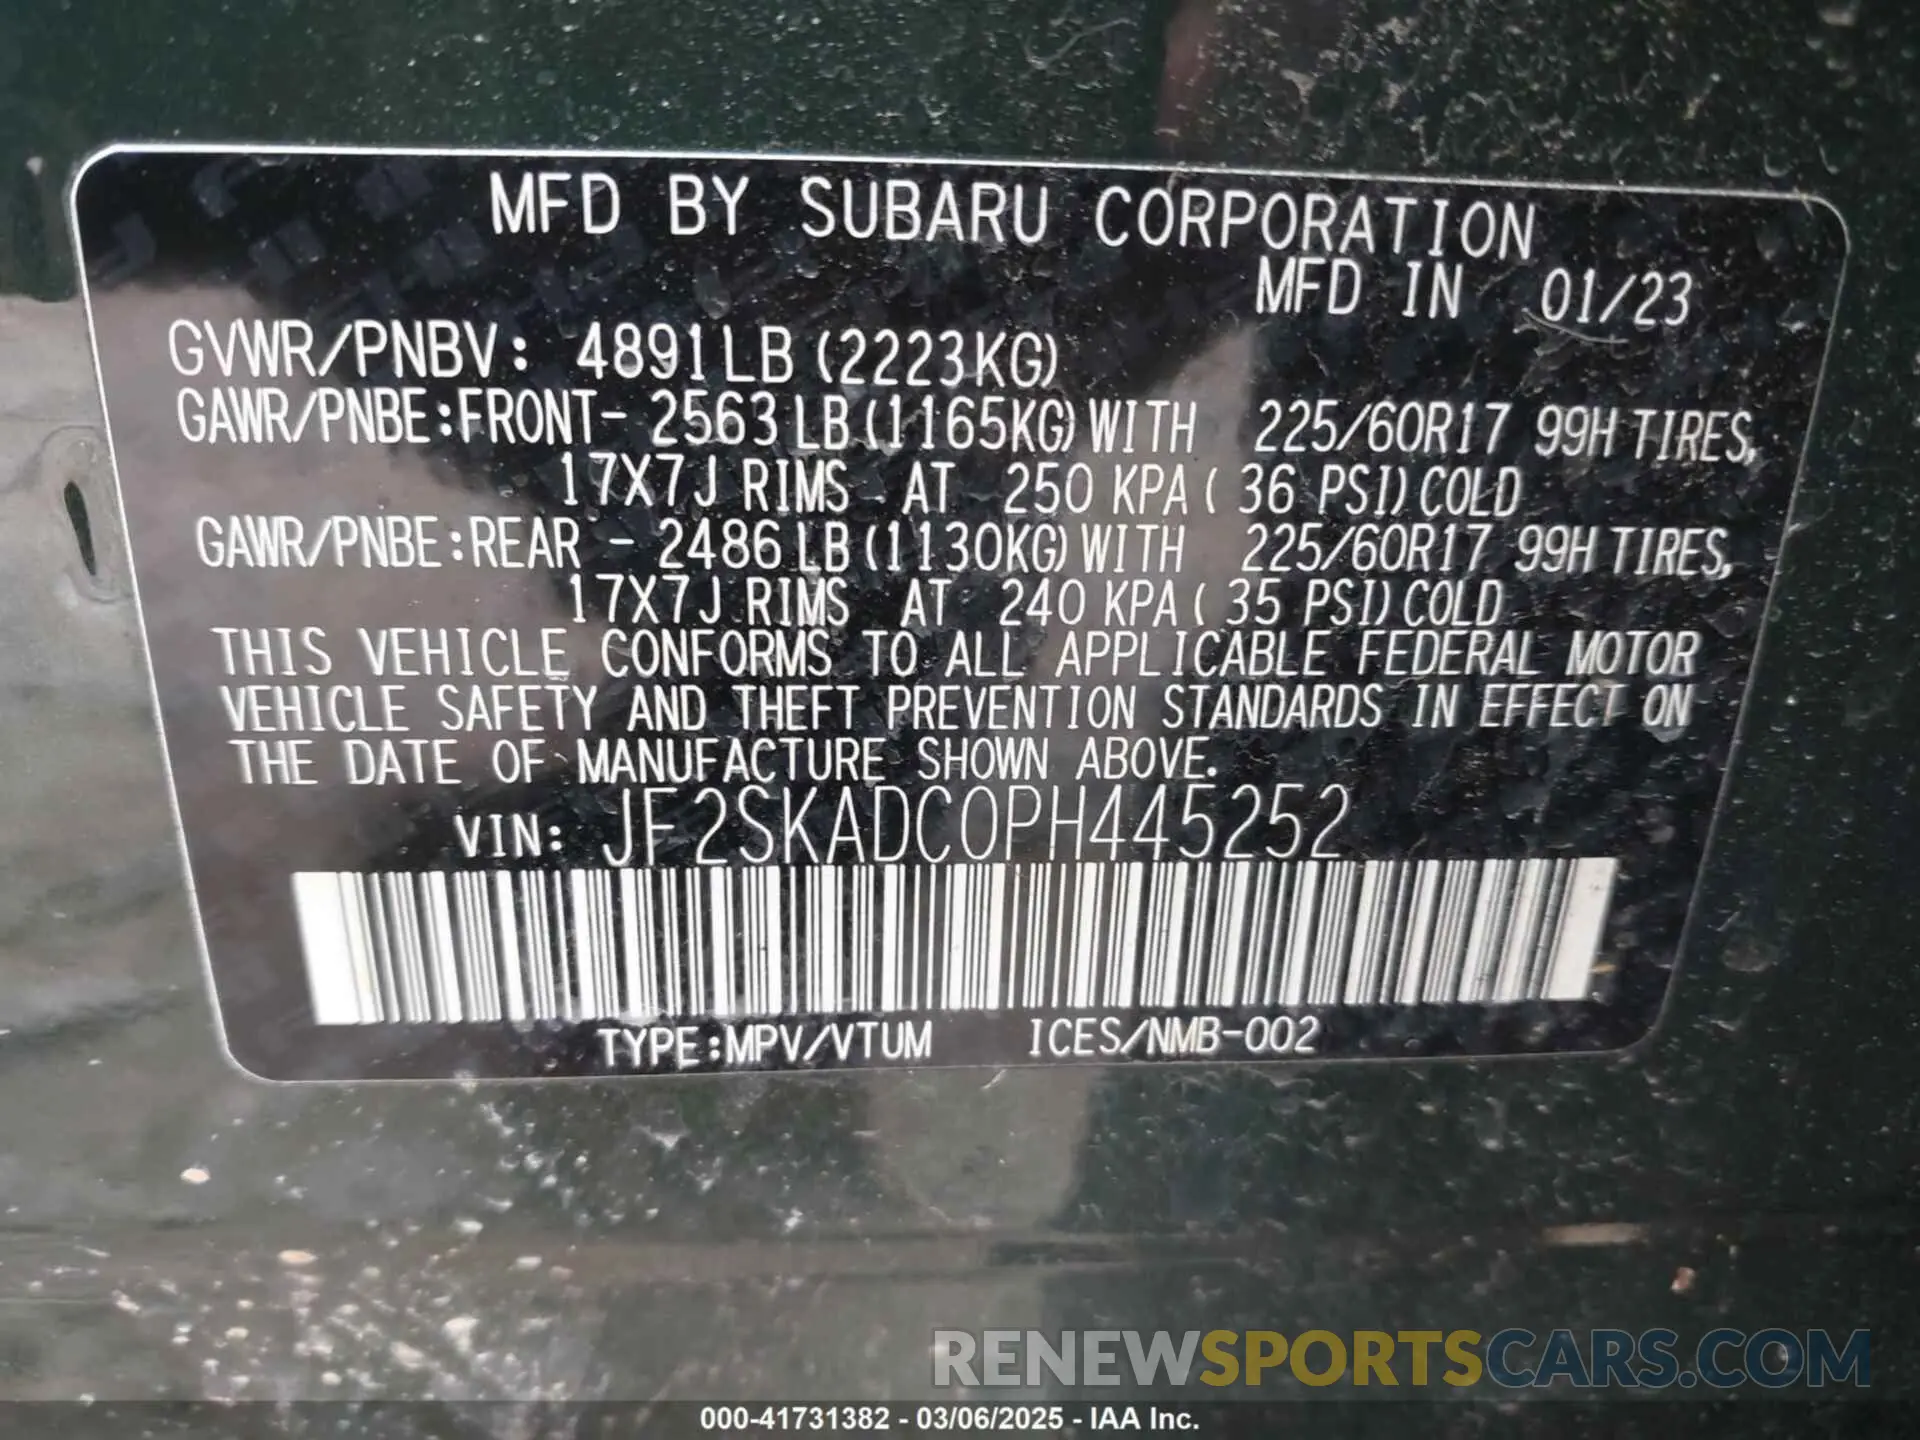 MFD BY SUBARU CORPORATION
MFD IN 01/23
GVWR/PNBV: 4891LB (2223KG)
GAWR/PNBE:FRONT- 2563 LB (1165KG) WITH 225/60R17 99H TIRES,
17X7J RIMS AT 250 KPA ( 36 PSI) COLD
GAWR/PNBE:REAR - 2486 LB (1130KG) WITH 225/60R17 99H TIRES,
17X7J RIMS AT 240 KPA ( 35 PSI) COLD
THIS VEHICLE CONFORMS TO ALL APPLICABLE FEDERAL MOTOR
VEHICLE SAFETY AND THEFT PREVENTION STANDARDS IN EFFECT ON
THE DATE OF MANUFACTURE SHOWN ABOVE.
VIN: JF2SKADC0PH445252
TYPE:MPV/VTUM ICES/NMB-002
RENEWSPORTSCARS.COM
000-41731382 - 03/06/2025 - IAA Inc.